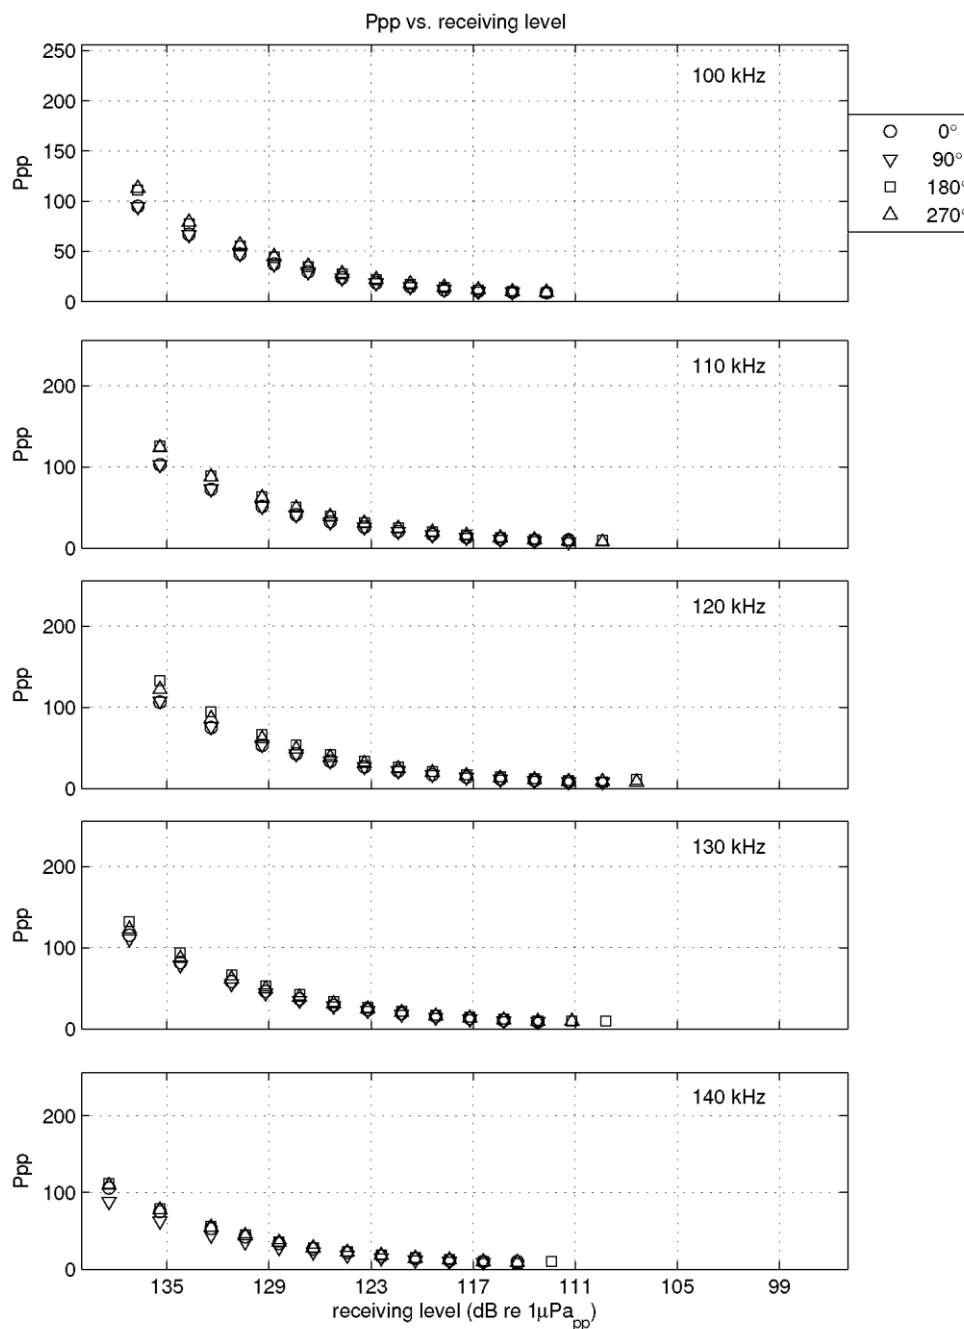 Ppp vs. receiving level
250
200
150
100
50
0
Ppp
100 kHz
0°
90°
180°
270°
200
100
0
Ppp
110 kHz
200
100
0
Ppp
120 kHz
200
100
0
Ppp
130 kHz
200
100
0
Ppp
140 kHz
135 129 123 117 111 105 99
receiving level (dB re 1μPa_pp)